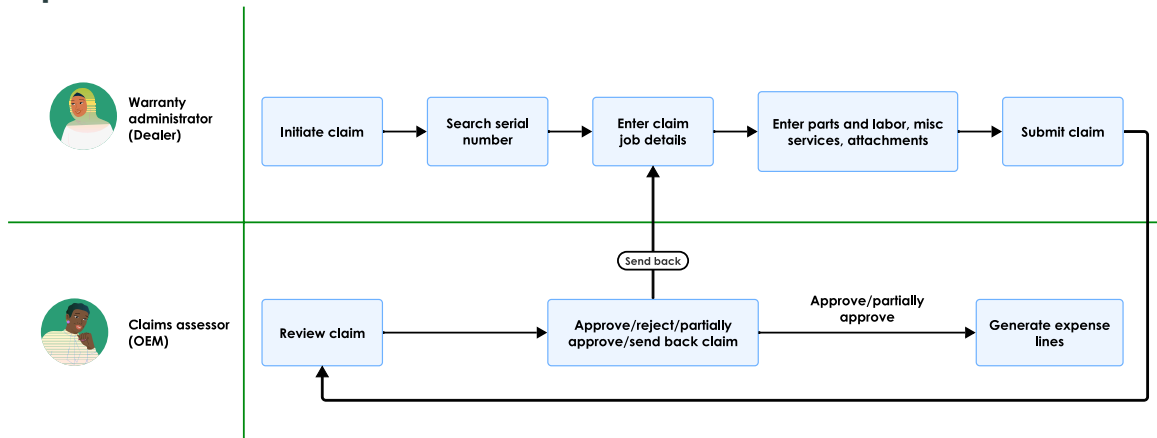 Warranty
administrator
(Dealer)
Initiate claim
Search serial
number
Enter claim
job details
Enter parts and labor, misc
services, attachments
Submit claim
Send back
Claims assessor
(OEM)
Review claim
Approve/reject/partially
approve/send back claim
Approve/partially
approve
Generate expense
lines